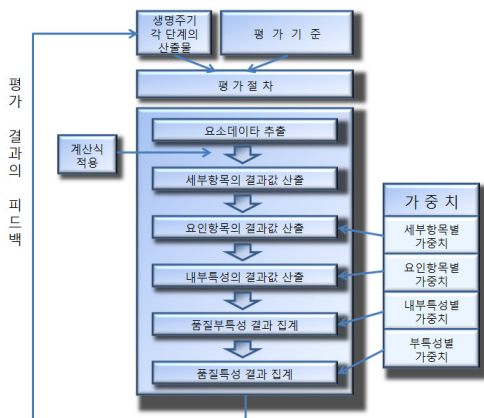 생명주기
각 단계의
산출물
평 가 기 준
평가절차
평가 결과의 피드백
요소데이타 추출
계산식
적용
세부항목의 결과값 산출
요인항목의 결과값 산출
내부특성의 결과값 산출
품질부특성 결과 집계
품질특성 결과 집계
가 중 치
세부항목별
가중치
요인항목별
가중치
내부특성별
가중치
부특성별
가중치